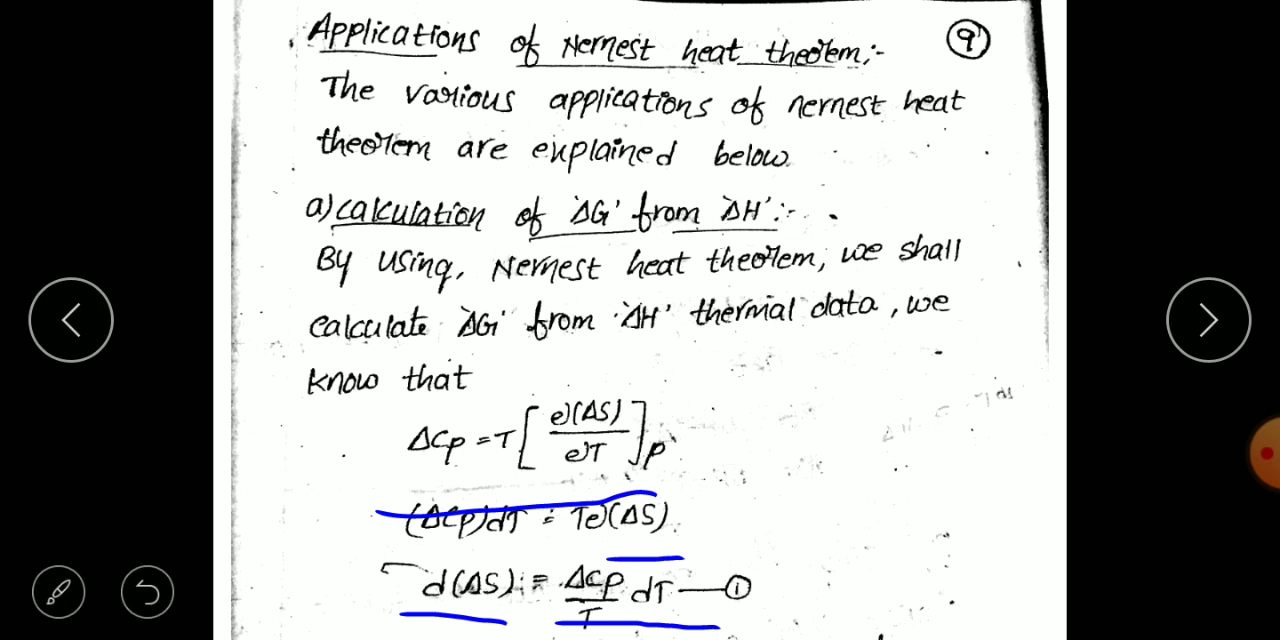 Applications of Nernest heat theorem:-
9
The various applications of nernest heat
theorem are explained below
a) calculation of 'ΔG' from 'ΔH':-
By using, Nernest heat theorem, we shall
calculate 'ΔG' from 'ΔH' thermal data, we
know that
ΔCp = T [∂(ΔS)/∂T]p
(ΔCp)dT = T∂(ΔS).
d(ΔS) = ΔCp/T dT — ①